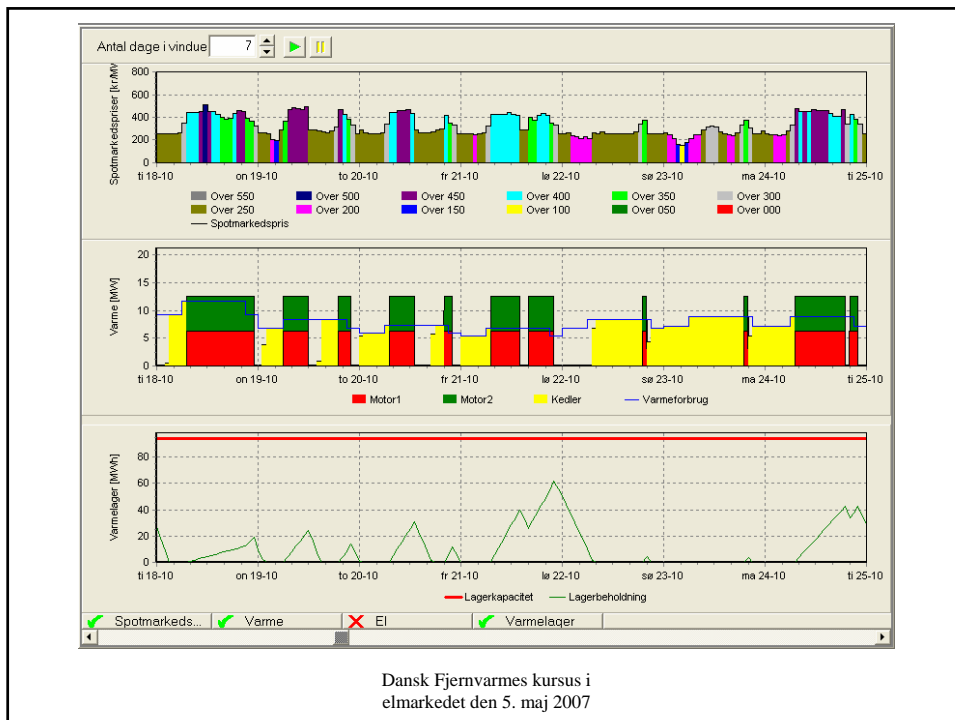 Antal dage i vindue 7
Spotmarkedspriser [kr/MW
800
600
400
200
0
ti 18-10 on 19-10 to 20-10 fr 21-10 lø 22-10 sø 23-10 ma 24-10 ti 25-10
Over 550 Over 500 Over 450 Over 400 Over 350 Over 300
Over 250 Over 200 Over 150 Over 100 Over 050 Over 000
Spotmarkedspris
Varme [MW]
20
15
10
5
0
ti 18-10 on 19-10 to 20-10 fr 21-10 lø 22-10 sø 23-10 ma 24-10 ti 25-10
Motor1 Motor2 Kedler Varmeforbrug
Varmelager [MWh]
80
60
40
20
0
ti 18-10 on 19-10 to 20-10 fr 21-10 lø 22-10 sø 23-10 ma 24-10 ti 25-10
Lagerkapacitet Lagerbeholdning
Spotmarkeds... Varme El Varmelager
Dansk Fjernvarmes kursus i
elmarkedet den 5. maj 2007